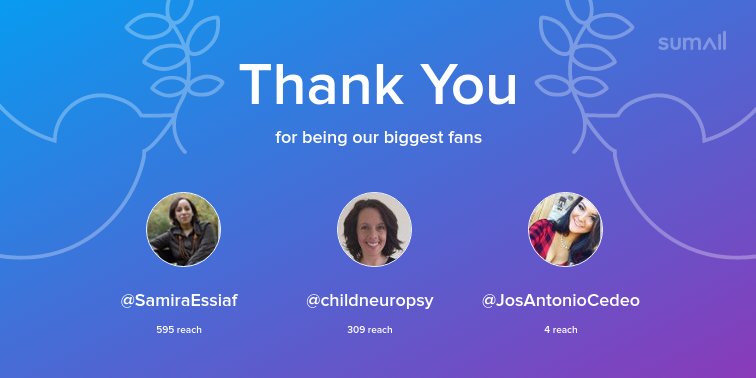 sumall
Thank You
for being our biggest fans
@SamiraEssiaf
@childneuropsy
@JosAntonioCedeo
595 reach
309 reach
4 reach